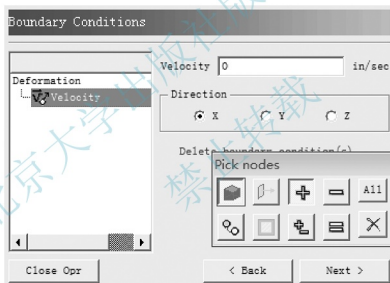 Boundary Conditions
Velocity 0 in/sec
Deformation
Velocity
Direction
X Y Z
Delete boundary condition(s)
Pick nodes
All
Close Opr
< Back
Next >